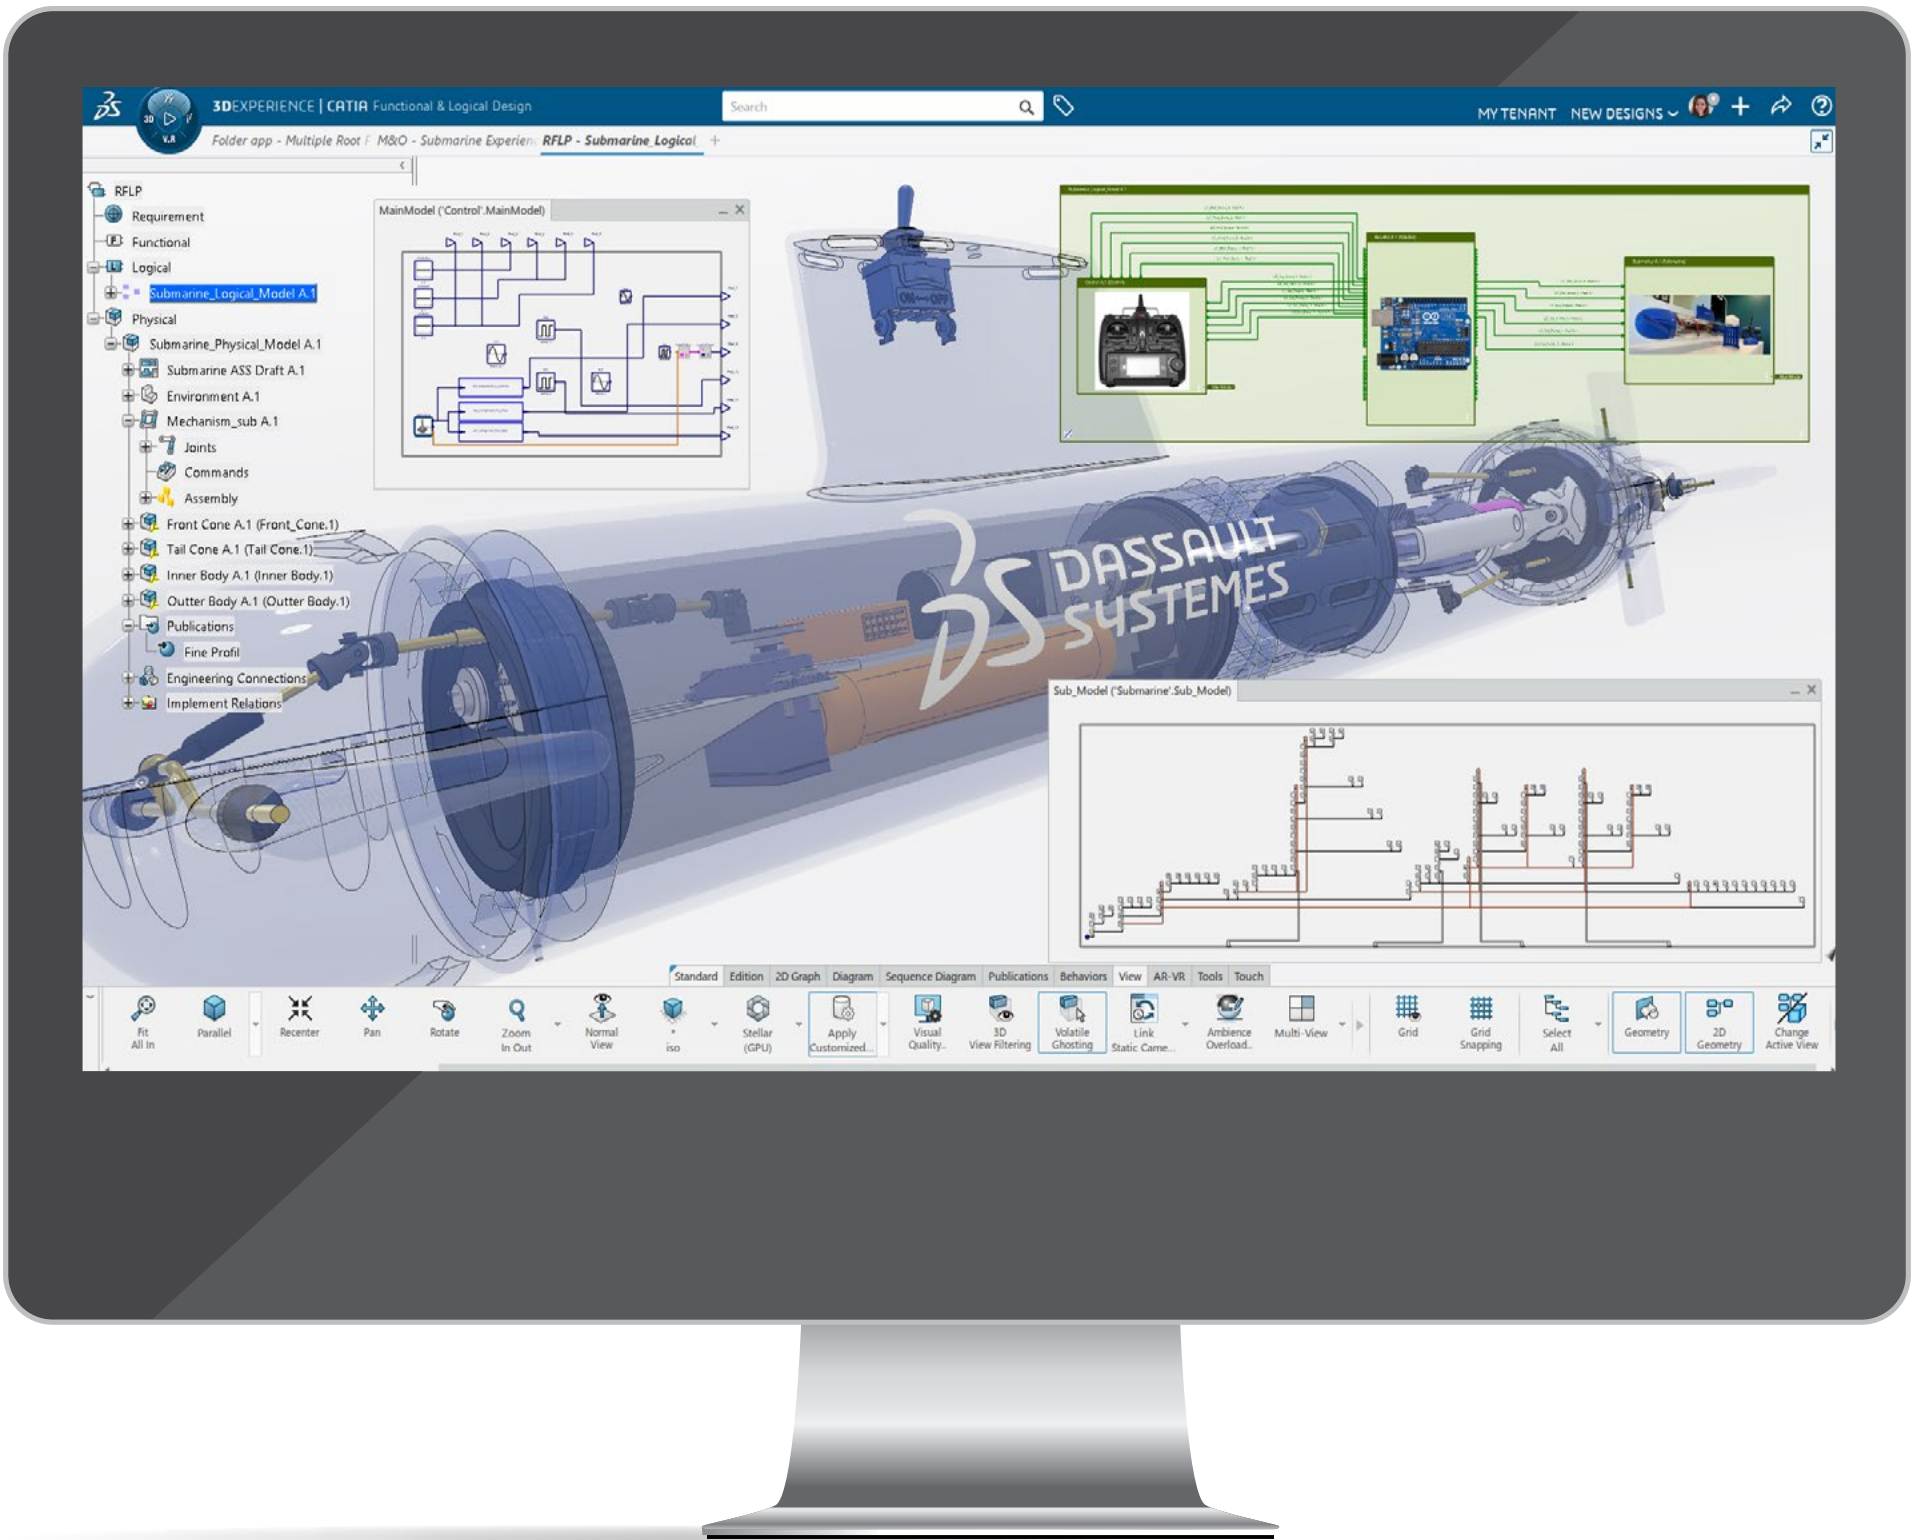 3DEXPERIENCE | CATIA Functional & Logical Design
Search
MY TENANT NEW DESIGNS
3D
V.R
Folder app - Multiple Root F
M&O - Submarine Experien
RFLP - Submarine_Logical
RFLP
Requirement
Functional
Logical
Submarine_Logical_Model A.1
Physical
Submarine_Physical_Model A.1
Submarine ASS Draft A.1
Environment A.1
Mechanism_sub A.1
Joints
Commands
Assembly
Front Cone A.1 (Front_Cone.1)
Tail Cone A.1 (Tail Cone.1)
Inner Body A.1 (Inner Body.1)
Outter Body A.1 (Outter Body.1)
Publications
Fine Profil
Engineering Connections
Implement Relations
MainModel ('Control'.MainModel)
ON OFF
DASSAULT
SYSTEMES
Sub_Model ('Submarine'.Sub_Model)
Standard Edition 2D Graph Diagram Sequence Diagram Publications Behaviors View AR-VR Tools Touch
Fit
All In
Parallel
Recenter
Pan
Rotate
Zoom
In Out
Normal
View
*
iso
Stellar
(GPU)
Apply
Customized...
Visual
Quality...
3D
View Filtering
Volatile
Ghosting
Link
Static Came...
Ambience
Overload...
Multi-View
Grid
Grid
Snapping
Select
All
Geometry
2D
Geometry
Change
Active View